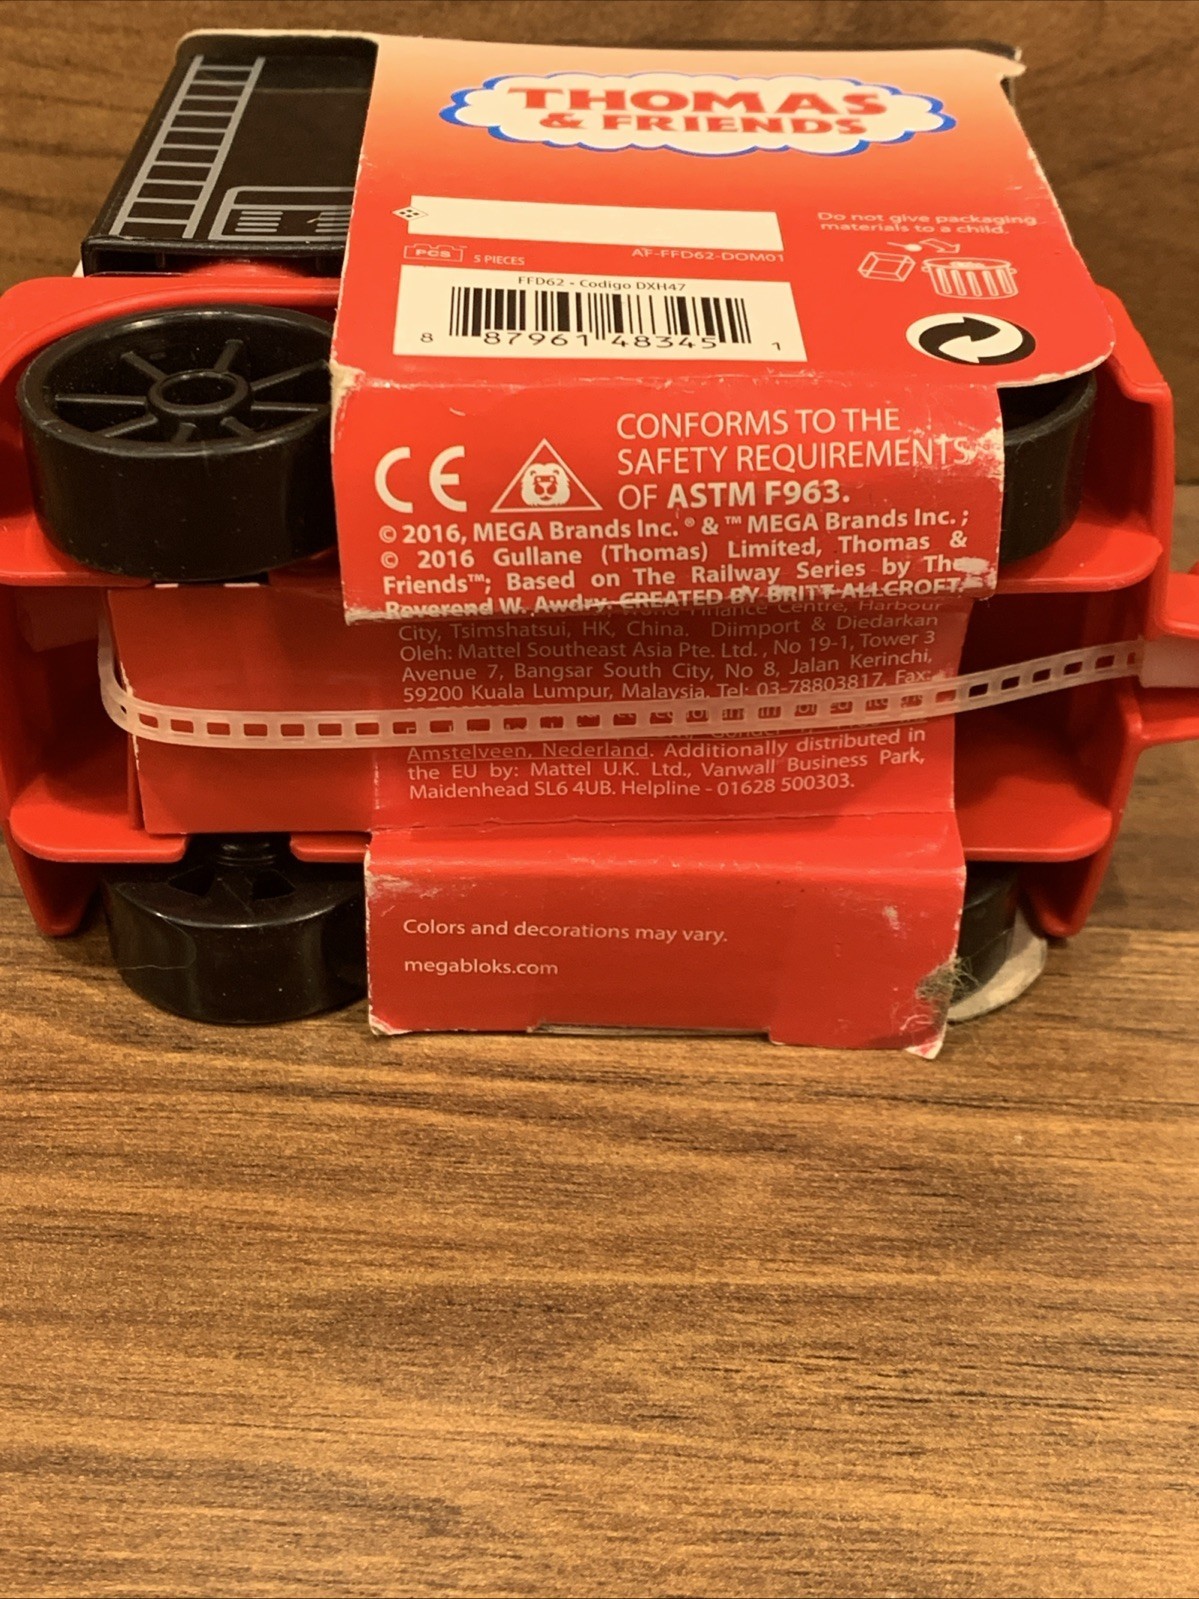 THOMAS
& FRIENDS
Do not give packaging
materials to a child.
PCS 5 PIECES AF-FFD62-DOM01
FFD62 - Codigo DXH47
8 87961 48345 1
CE
CONFORMS TO THE
SAFETY REQUIREMENTS
OF ASTM F963.
© 2016, MEGA Brands Inc. ® & ™ MEGA Brands Inc. ;
© 2016 Gullane (Thomas) Limited, Thomas &
Friends™; Based on The Railway Series by The
Reverend W. Awdry. CREATED BY BRITT ALLCROFT.
Finance Centre, Harbour
City, Tsimshatsui, HK, China. Diimport & Diedarkan
Oleh: Mattel Southeast Asia Pte. Ltd., No 19-1, Tower 3
Avenue 7, Bangsar South City, No 8, Jalan Kerinchi,
59200 Kuala Lumpur, Malaysia. Tel: 03-78803817, Fax:
Amstelveen, Nederland. Additionally distributed in
the EU by: Mattel U.K. Ltd., Vanwall Business Park,
Maidenhead SL6 4UB. Helpline - 01628 500303.
Colors and decorations may vary.
megabloks.com